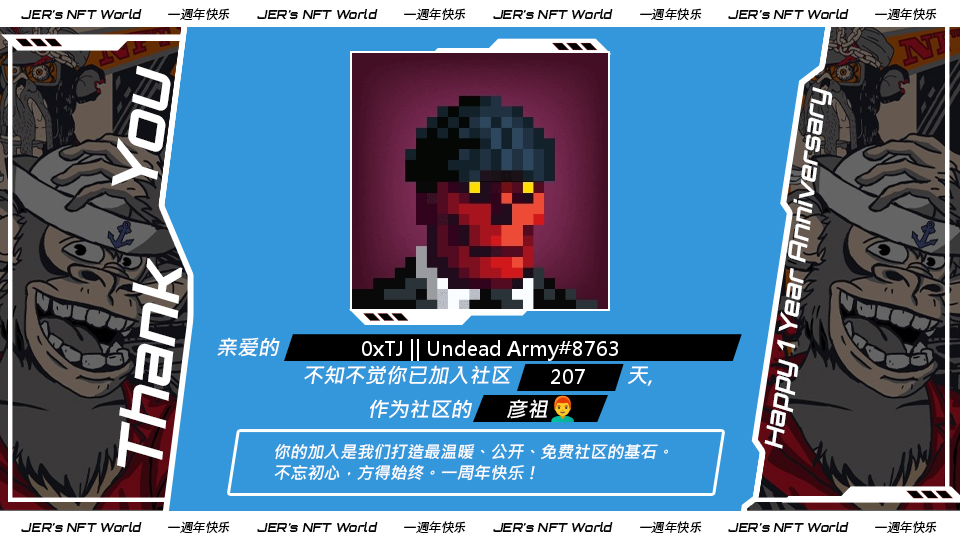 JER's NFT World 一週年快乐 JER's NFT World 一週年快乐 JER's NFT World 一週年快乐 JER's NFT World 一週年快乐
Thank You
Happy 1 Year Anniversary
亲爱的 0xTJ || Undead Army#8763
不知不觉你已加入社区 207 天,
作为社区的 彦祖👨‍🦰
你的加入是我们打造最温暖、公开、免费社区的基石。
不忘初心，方得始终。一周年快乐！
JER's NFT World 一週年快乐 JER's NFT World 一週年快乐 JER's NFT World 一週年快乐 JER's NFT World 一週年快乐